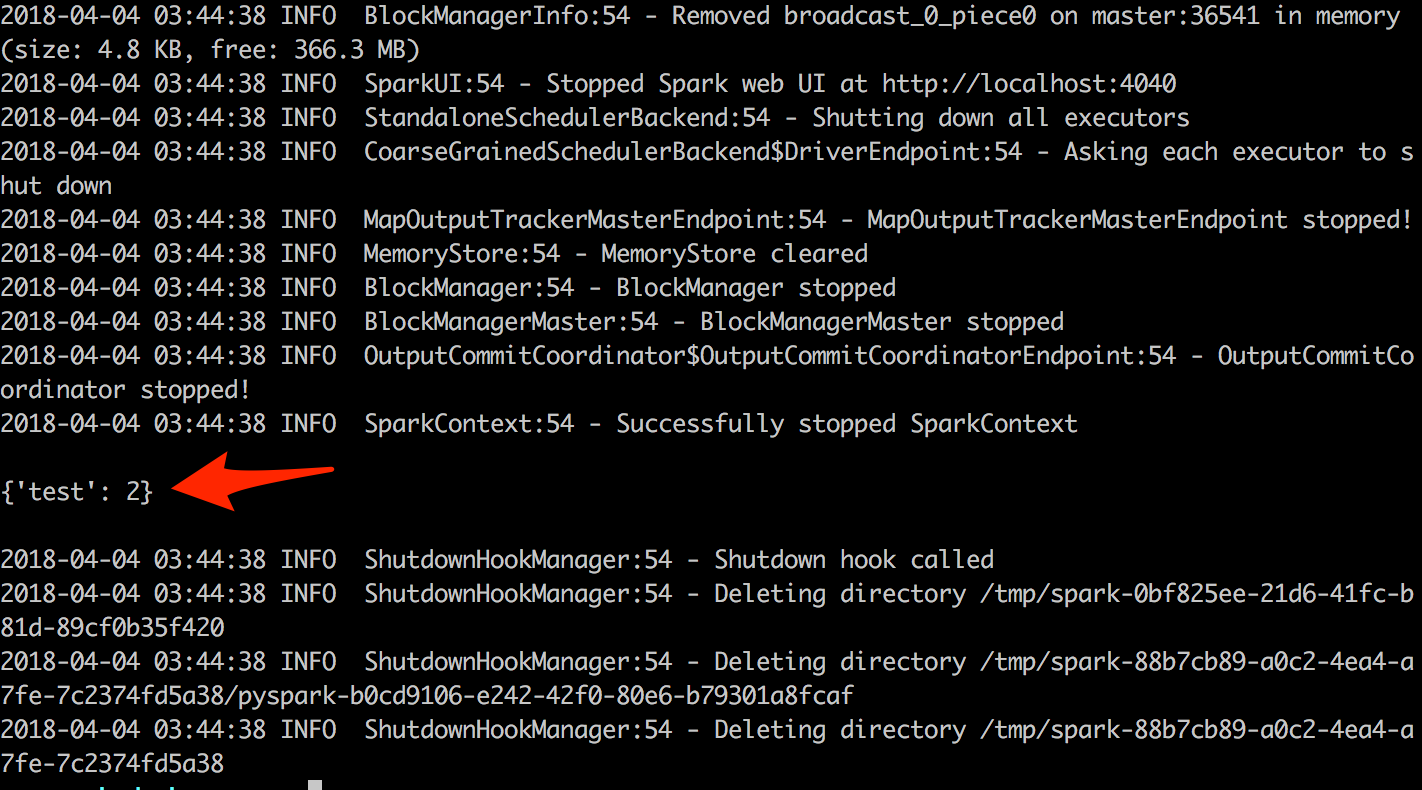 2018-04-04 03:44:38 INFO  BlockManagerInfo:54 - Removed broadcast_0_piece0 on master:36541 in memory
(size: 4.8 KB, free: 366.3 MB)
2018-04-04 03:44:38 INFO  SparkUI:54 - Stopped Spark web UI at http://localhost:4040
2018-04-04 03:44:38 INFO  StandaloneSchedulerBackend:54 - Shutting down all executors
2018-04-04 03:44:38 INFO  CoarseGrainedSchedulerBackend$DriverEndpoint:54 - Asking each executor to s
hut down
2018-04-04 03:44:38 INFO  MapOutputTrackerMasterEndpoint:54 - MapOutputTrackerMasterEndpoint stopped!
2018-04-04 03:44:38 INFO  MemoryStore:54 - MemoryStore cleared
2018-04-04 03:44:38 INFO  BlockManager:54 - BlockManager stopped
2018-04-04 03:44:38 INFO  BlockManagerMaster:54 - BlockManagerMaster stopped
2018-04-04 03:44:38 INFO  OutputCommitCoordinator$OutputCommitCoordinatorEndpoint:54 - OutputCommitCo
ordinator stopped!
2018-04-04 03:44:38 INFO  SparkContext:54 - Successfully stopped SparkContext
{'test': 2}
2018-04-04 03:44:38 INFO  ShutdownHookManager:54 - Shutdown hook called
2018-04-04 03:44:38 INFO  ShutdownHookManager:54 - Deleting directory /tmp/spark-0bf825ee-21d6-41fc-b
81d-89cf0b35f420
2018-04-04 03:44:38 INFO  ShutdownHookManager:54 - Deleting directory /tmp/spark-88b7cb89-a0c2-4ea4-a
7fe-7c2374fd5a38/pyspark-b0cd9106-e242-42f0-80e6-b79301a8fcaf
2018-04-04 03:44:38 INFO  ShutdownHookManager:54 - Deleting directory /tmp/spark-88b7cb89-a0c2-4ea4-a
7fe-7c2374fd5a38